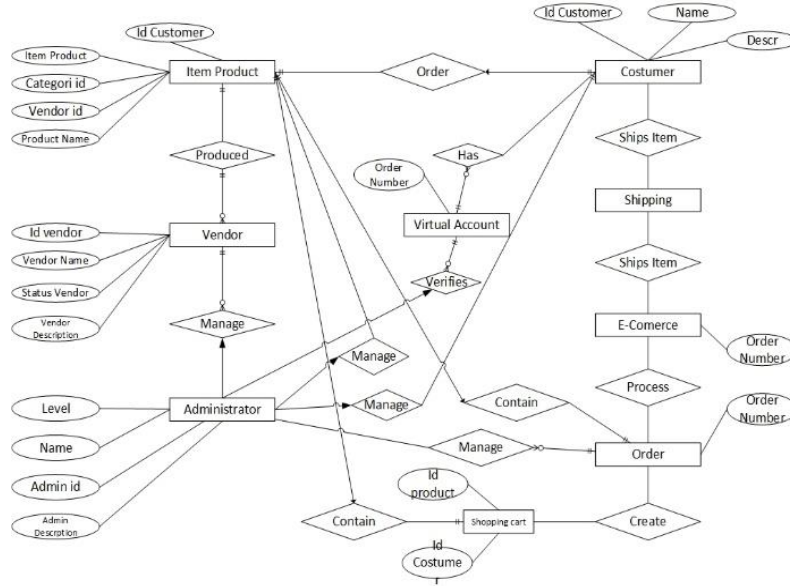 Id Customer
Name
Id Customer
Descr
Item Product
Item Product
Order
Costumer
Categori id
Vendor id
Product Name
Ships Item
Produced
Has
Order
Number
Shipping
Id vendor
Vendor
Virtual Account
Vendor Name
Ships Item
Status Vendor
Verifies
Vendor
Description
Manage
E-Comerce
Order
Number
Manage
Process
Level
Administrator
Manage
Contain
Order
Number
Name
Manage
Order
Admin id
Id
product
Admin
Descrption
Contain
Shopping cart
Create
Id
Costume
r